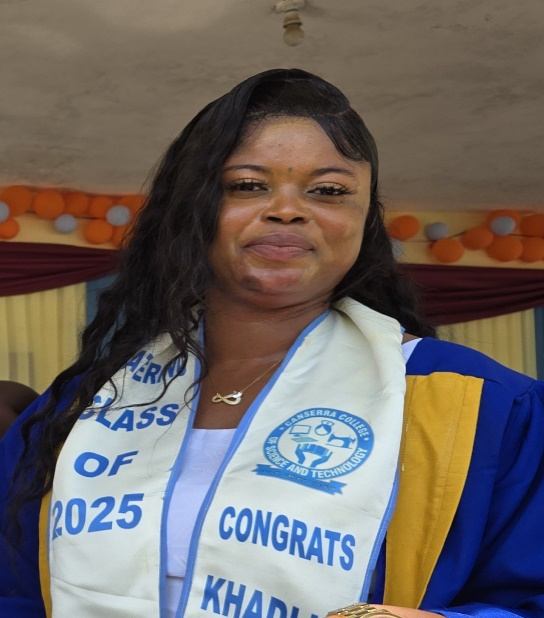 CLASS
OF
2025
CANSERRA COLLEGE
OF SCIENCE AND TECHNOLOGY
CONGRATS